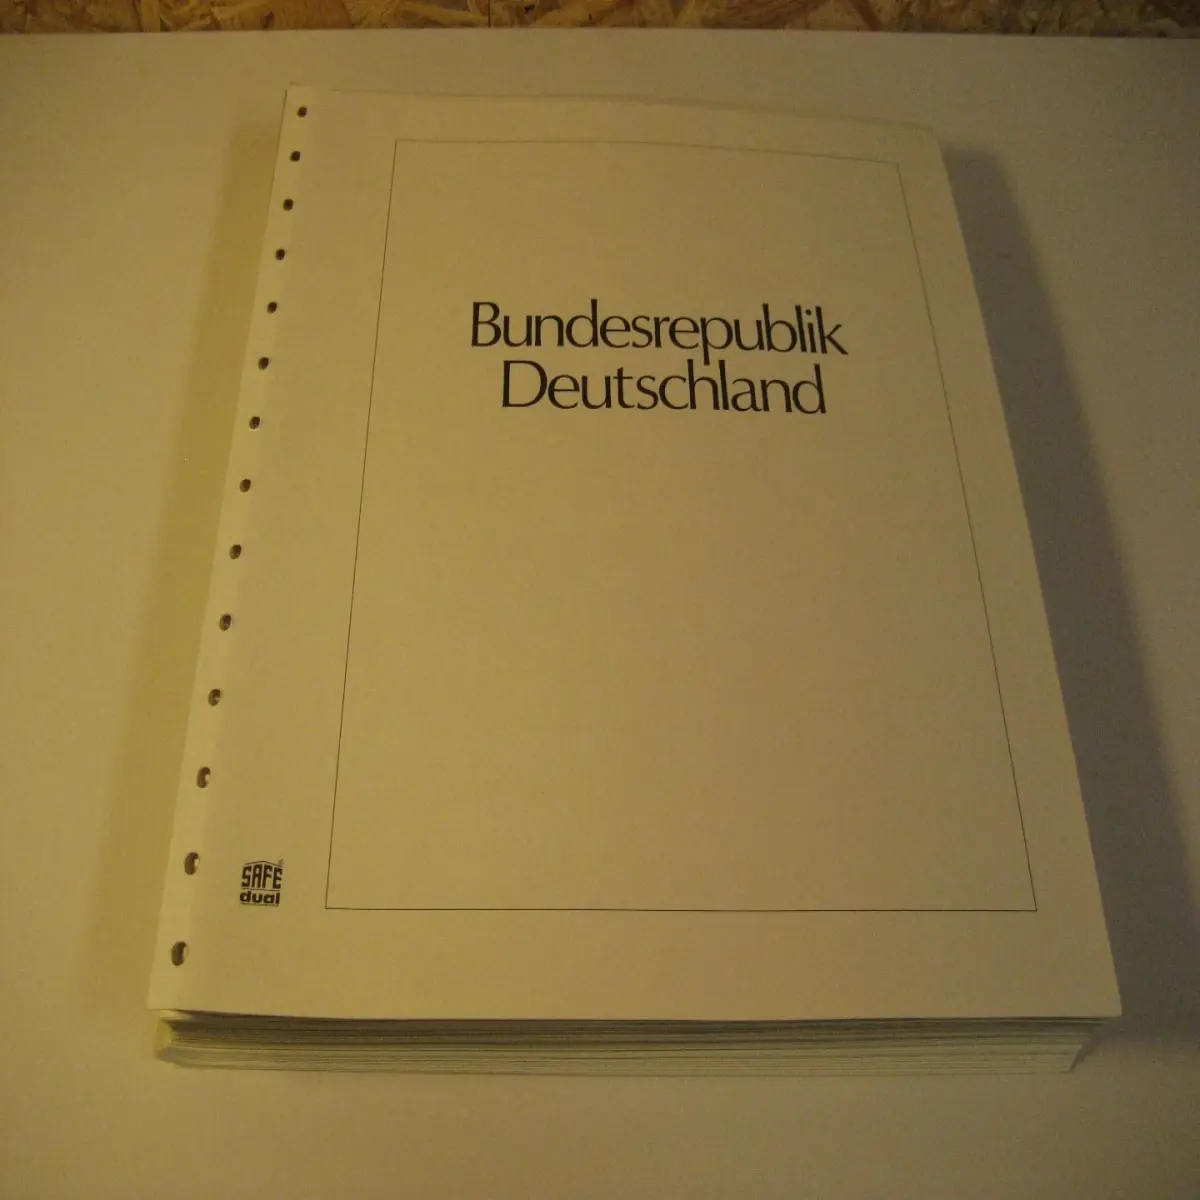 Bundesrepublik
Deutschland
SAFE
dual